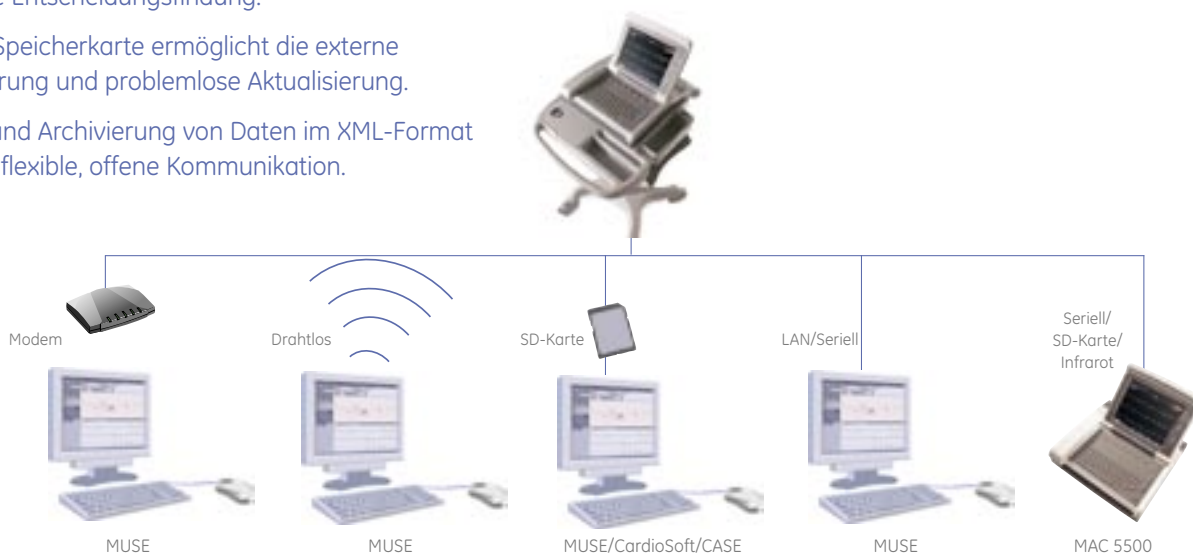 Entscheidungsfindung.
Speicherkarte ermöglicht die externe
rung und problemlose Aktualisierung.
und Archivierung von Daten im XML-Format
flexible, offene Kommunikation.
Modem
Drahtlos
SD-Karte
LAN/Seriell
Seriell/
SD-Karte/
Infrarot
MUSE
MUSE
MUSE/CardioSoft/CASE
MUSE
MAC 5500